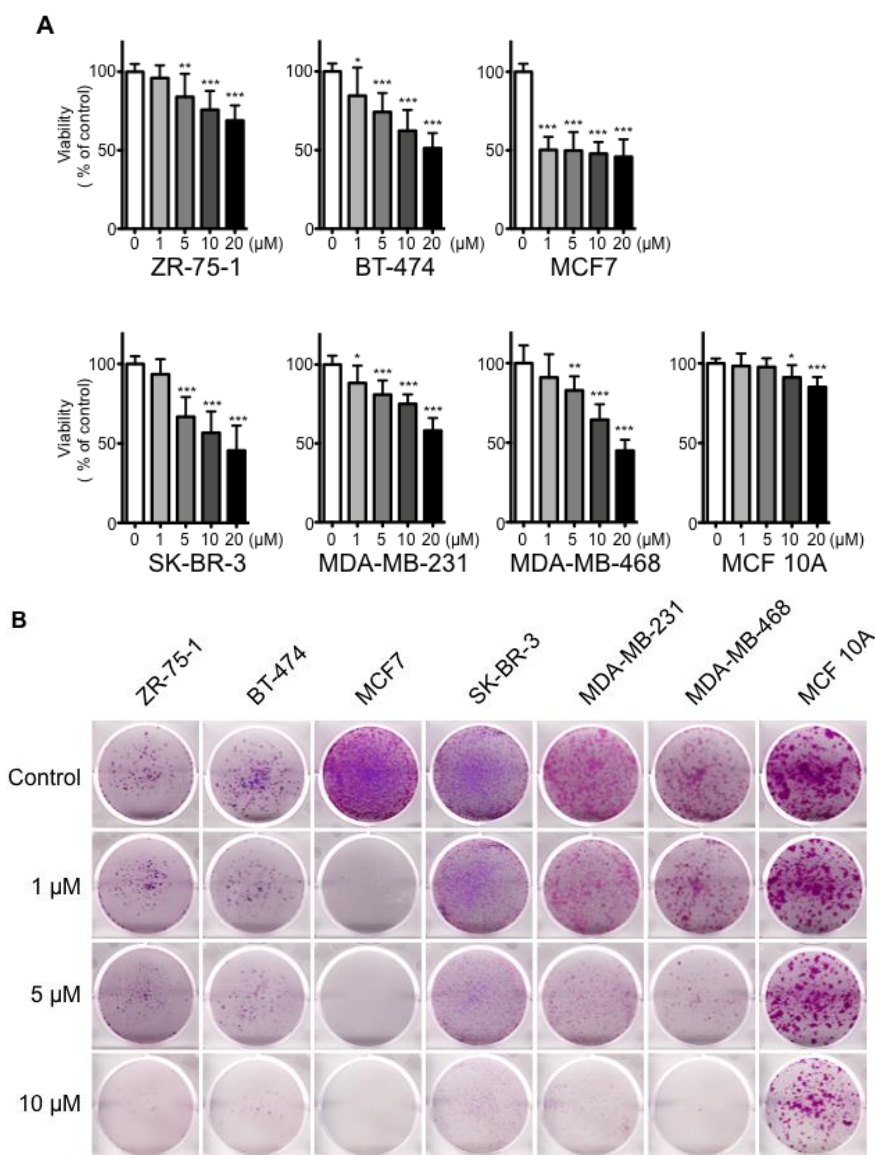 A
Viability
( % of control)
100
50
0
** *** ***
0 1 5 10 20 (µM)
ZR-75-1
100
50
0
* *** *** ***
0 1 5 10 20 (µM)
BT-474
100
50
0
*** *** *** ***
0 1 5 10 20 (µM)
MCF7
Viability
( % of control)
100
50
0
*** *** ***
0 1 5 10 20 (µM)
SK-BR-3
100
50
0
* *** *** ***
0 1 5 10 20 (µM)
MDA-MB-231
100
50
0
** *** ***
0 1 5 10 20 (µM)
MDA-MB-468
100
50
0
* ***
0 1 5 10 20 (µM)
MCF 10A
B
ZR-75-1
BT-474
MCF7
SK-BR-3
MDA-MB-231
MDA-MB-468
MCF 10A
Control
1 µM
5 µM
10 µM